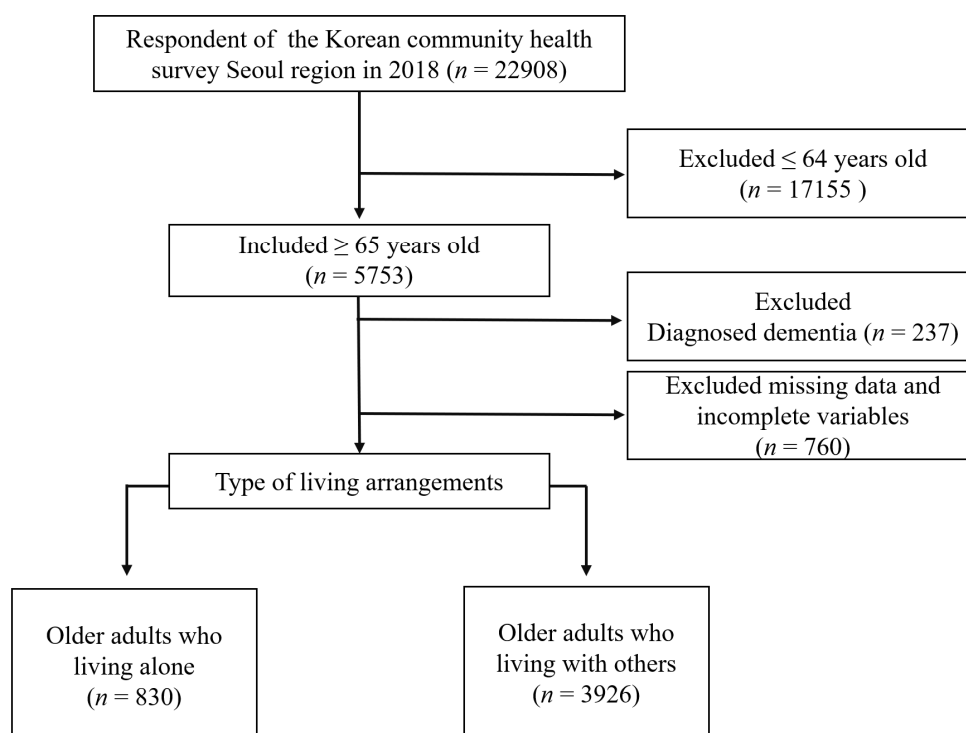 Respondent of the Korean community health
survey Seoul region in 2018 (n = 22908)
Excluded ≤ 64 years old
(n = 17155 )
Included ≥ 65 years old
(n = 5753)
Excluded
Diagnosed dementia (n = 237)
Excluded missing data and
incomplete variables
(n = 760)
Type of living arrangements
Older adults who
living alone
(n = 830)
Older adults who
living with others
(n = 3926)